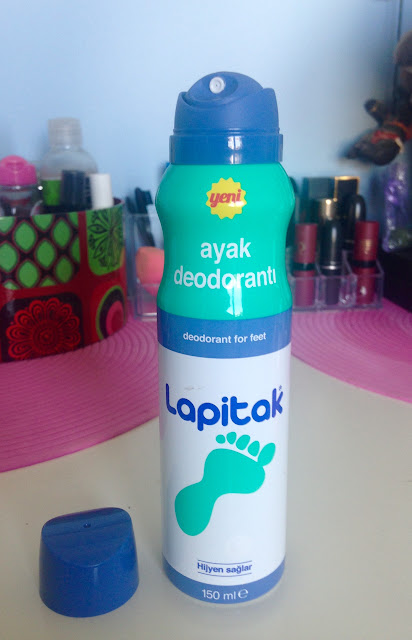 yeni
ayak
deodorantı
deodorant for feet
Lapitak
Hijyen sağlar
150 ml e